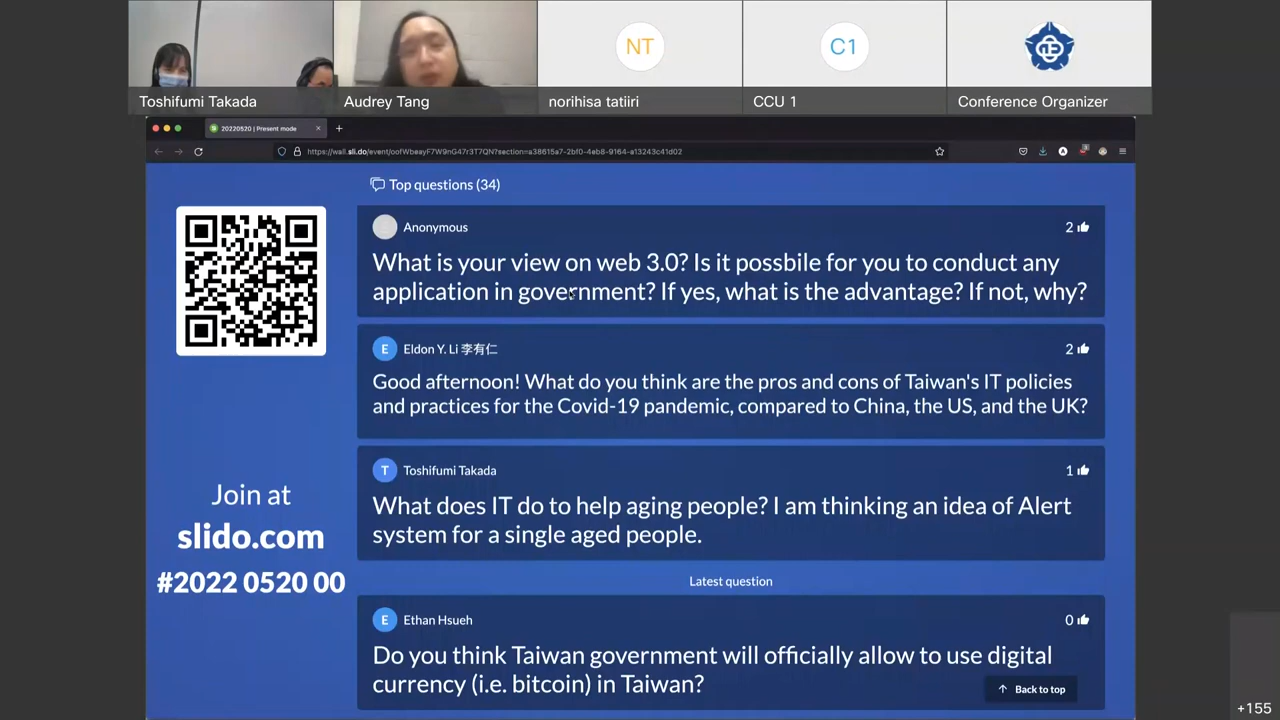 NT
C1
Toshifumi Takada
Audrey Tang
norihisa tatiiri
CCU 1
Conference Organizer
20220520 | Present mode
Top questions (34)
Anonymous
2
What is your view on web 3.0? Is it possbile for you to conduct any
application in government? If yes, what is the advantage? If not, why?
E
Eldon Y. Li 李有仁
2
Good afternoon! What do you think are the pros and cons of Taiwan's IT policies
and practices for the Covid-19 pandemic, compared to China, the US, and the UK?
T
Toshifumi Takada
1
What does IT do to help aging people? I am thinking an idea of Alert
system for a single aged people.
Join at
slido.com
#2022 0520 00
Latest question
E
Ethan Hsueh
0
Do you think Taiwan government will officially allow to use digital
currency (i.e. bitcoin) in Taiwan?
Back to top
+155